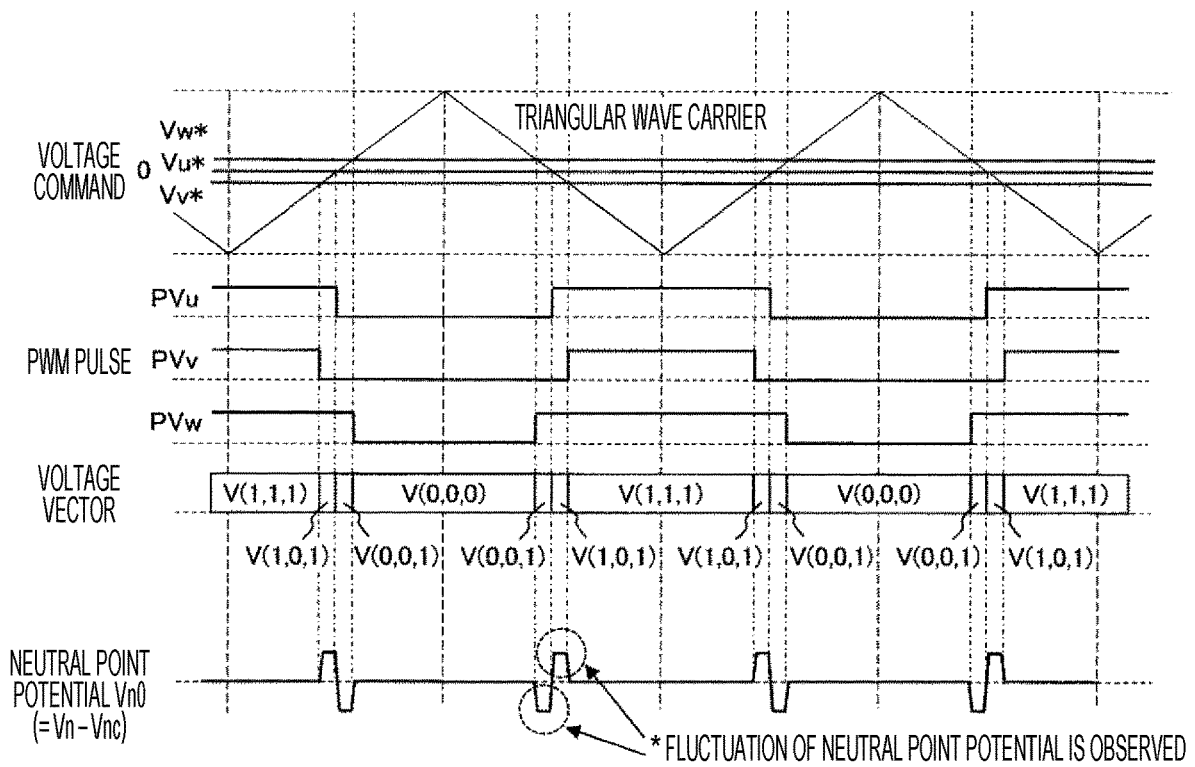 TRIANGULAR WAVE CARRIER
VOLTAGE
COMMAND
0
Vw*
Vu*
Vv*
PWM PULSE
PVu
PVv
PVw
VOLTAGE
VECTOR
V(1,1,1) V(0,0,0) V(1,1,1) V(0,0,0) V(1,1,1)
V(1,0,1) V(0,0,1) V(0,0,1) V(1,0,1) V(1,0,1) V(0,0,1) V(0,0,1) V(1,0,1)
NEUTRAL POINT
POTENTIAL Vn0
(= Vn – Vnc)
* FLUCTUATION OF NEUTRAL POINT POTENTIAL IS OBSERVED